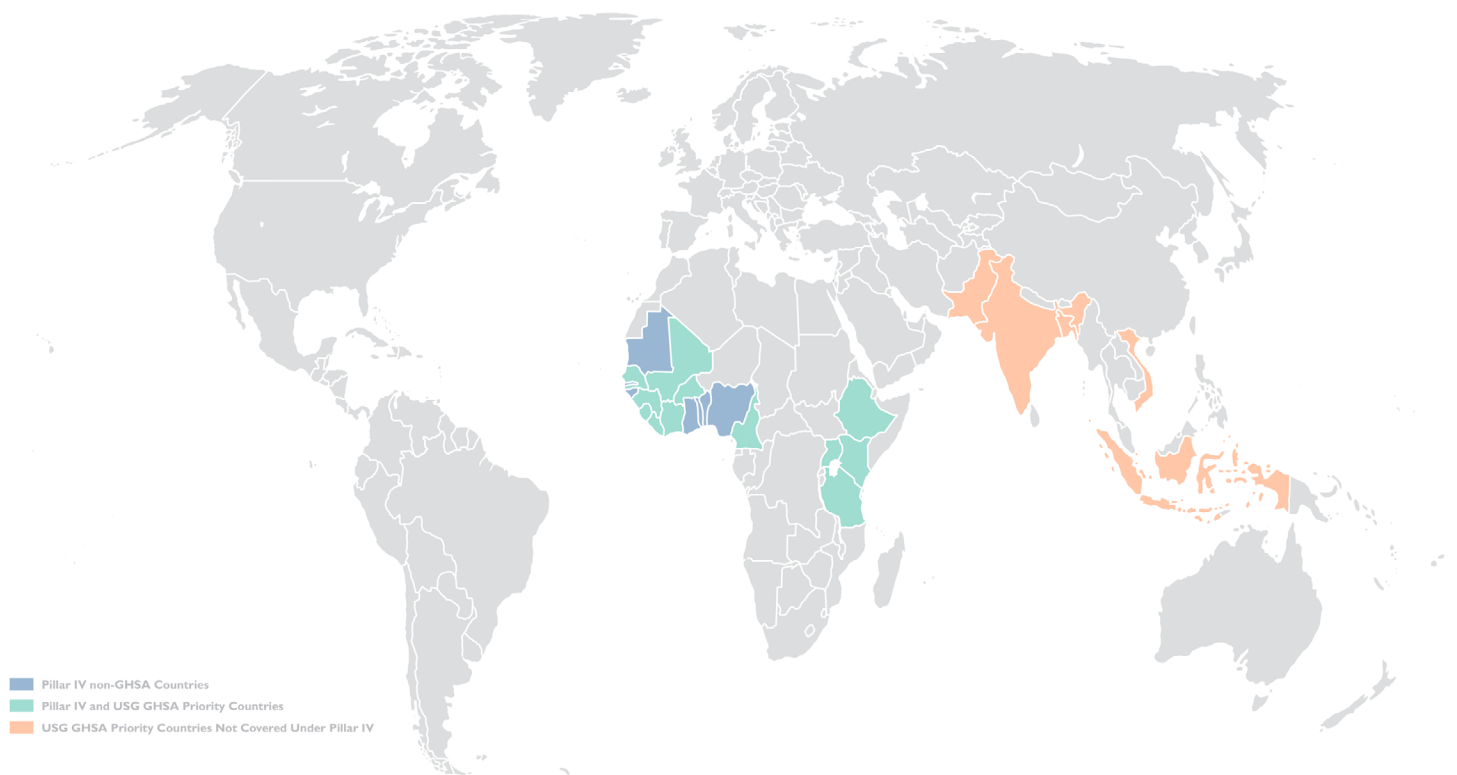 Pillar IV non-GHSA Countries
Pillar IV and USG GHSA Priority Countries
USG GHSA Priority Countries Not Covered Under Pillar IV